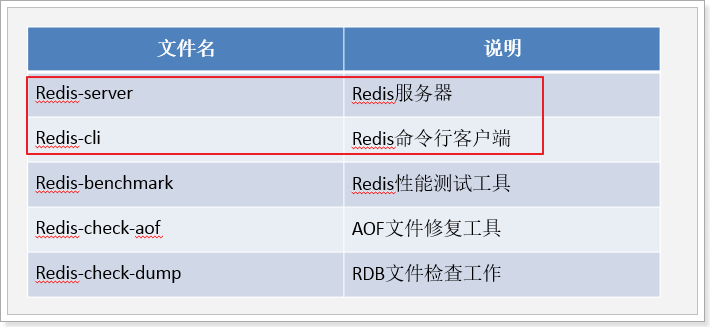 文件名 说明
Redis-server Redis服务器
Redis-cli Redis命令行客户端
Redis-benchmark Redis性能测试工具
Redis-check-aof AOF文件修复工具
Redis-check-dump RDB文件检查工作